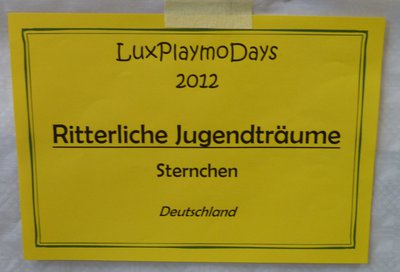 LuxPlaymoDays
2012
Ritterliche Jugendträume
Sternchen
Deutschland